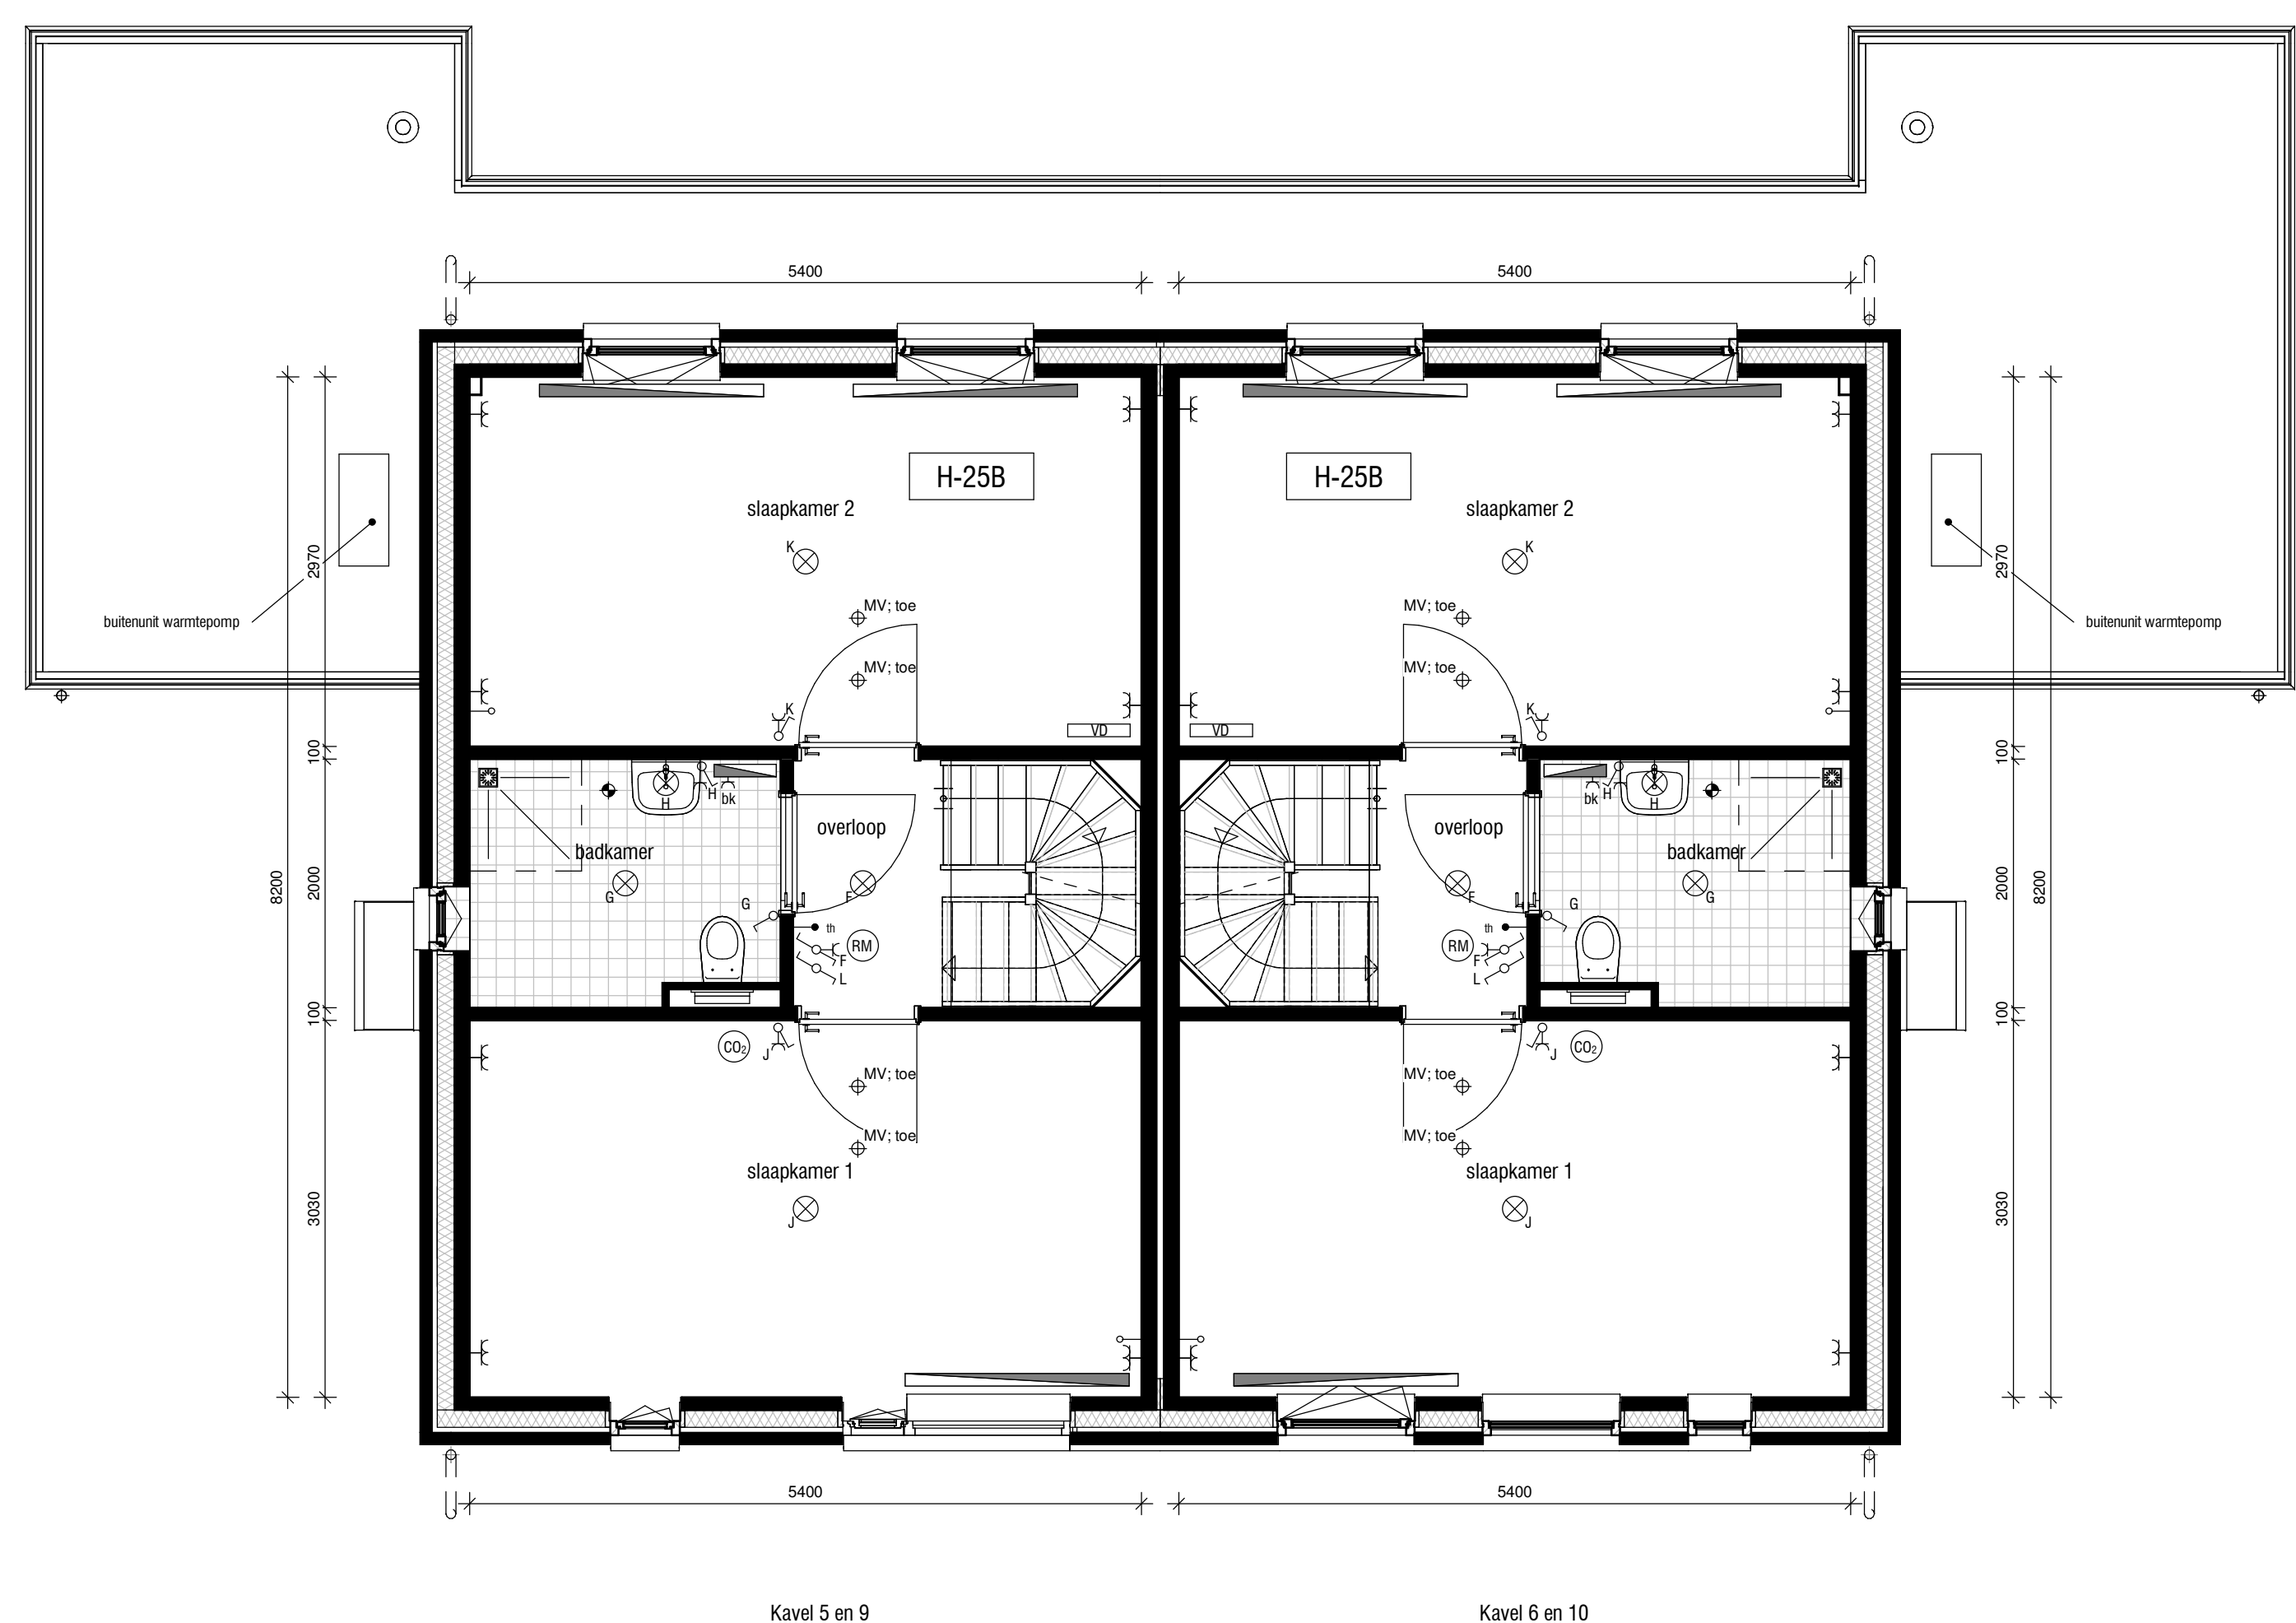 5400 5400
H-25B H-25B
slaapkamer 2 slaapkamer 2
K K
2970 2970
MV; toe MV; toe
buitenunit warmtepomp buitenunit warmtepomp
MV; toe MV; toe
K K
VD VD
100 100
H bk bk H
H H
overloop overloop
badkamer badkamer
8200 2000 2000 8200
G F F G
G G
th th
RM RM
F F
L L
100 100
CO2 J J CO2
MV; toe MV; toe
MV; toe MV; toe
slaapkamer 1 slaapkamer 1
3030 3030
J J
5400 5400
Kavel 5 en 9 Kavel 6 en 10